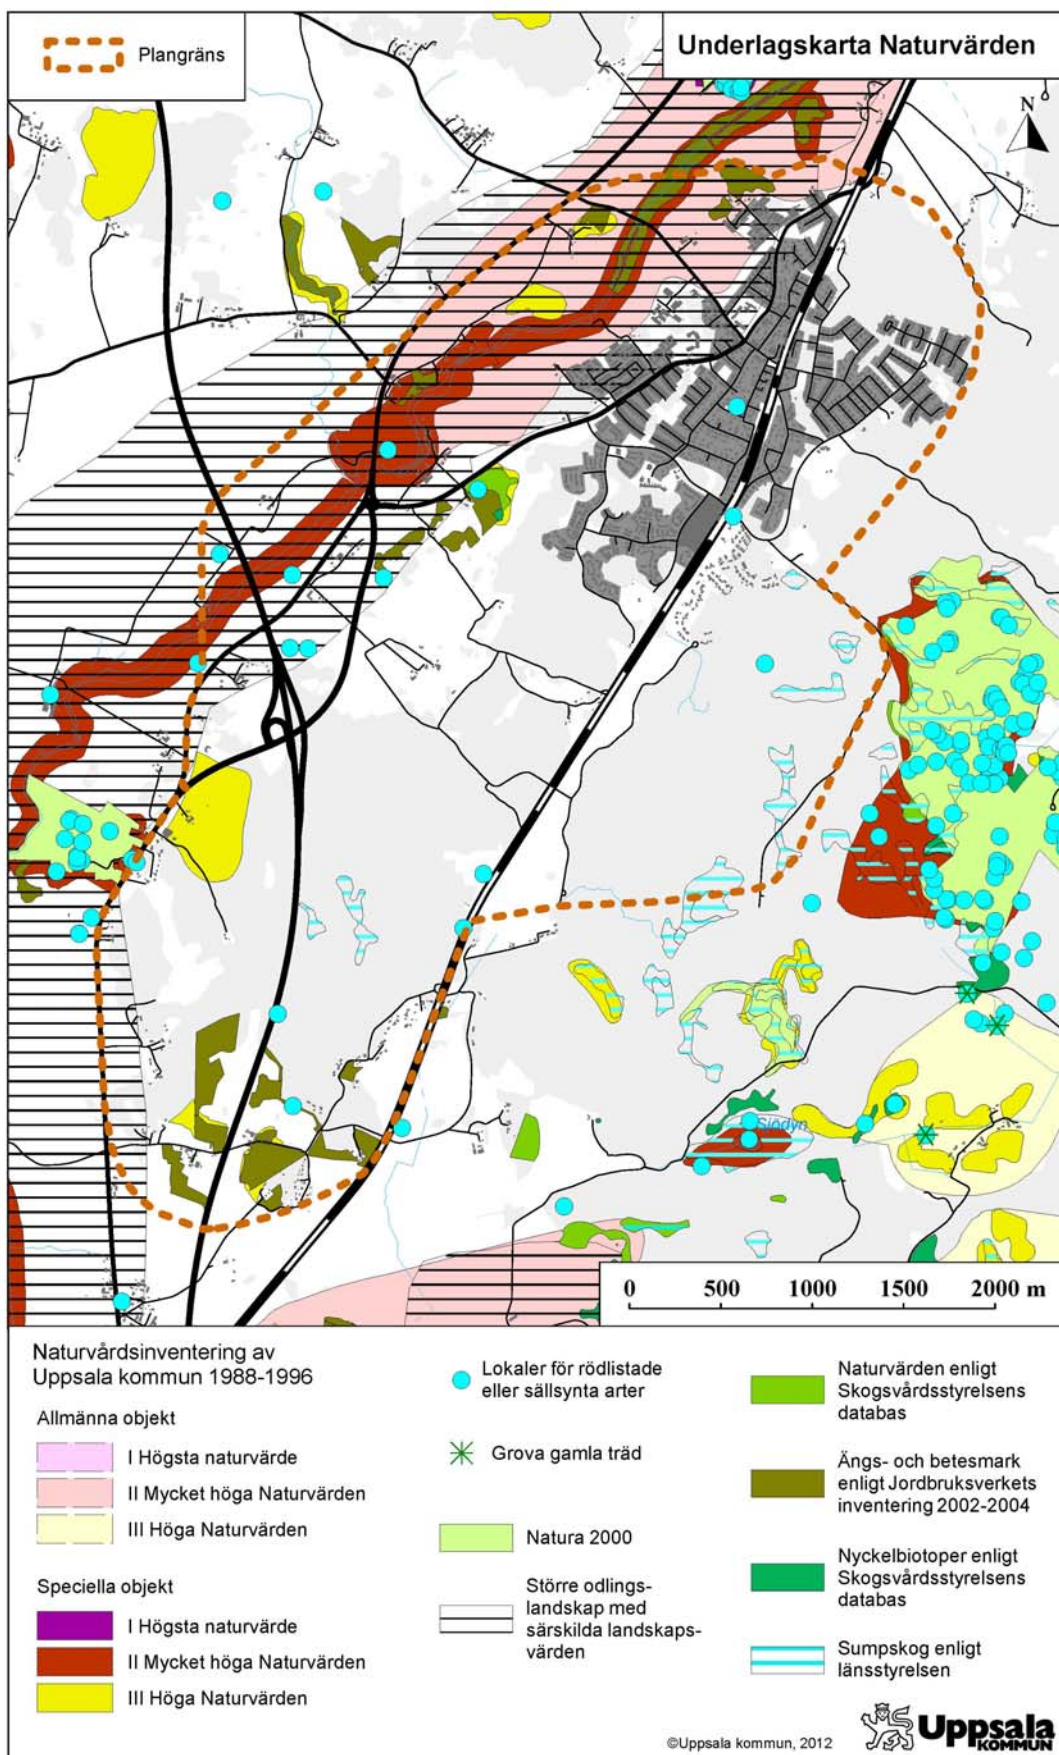 Plangräns
Underlagskarta Naturvärden
N
Sjödyn
0 500 1000 1500 2000 m
Naturvårdsinventering av
Uppsala kommun 1988-1996
Allmänna objekt
I Högsta naturvärde
II Mycket höga Naturvärden
III Höga Naturvärden
Speciella objekt
I Högsta naturvärde
II Mycket höga Naturvärden
III Höga Naturvärden
Lokaler för rödlistade
eller sällsynta arter
Grova gamla träd
Natura 2000
Större odlings-
landskap med
särskilda landskaps-
värden
Naturvärden enligt
Skogsvårdsstyrelsens
databas
Ängs- och betesmark
enligt Jordbruksverkets
inventering 2002-2004
Nyckelbiotoper enligt
Skogsvårdsstyrelsens
databas
Sumpskog enligt
länsstyrelsen
©Uppsala kommun, 2012
Uppsala
KOMMUN